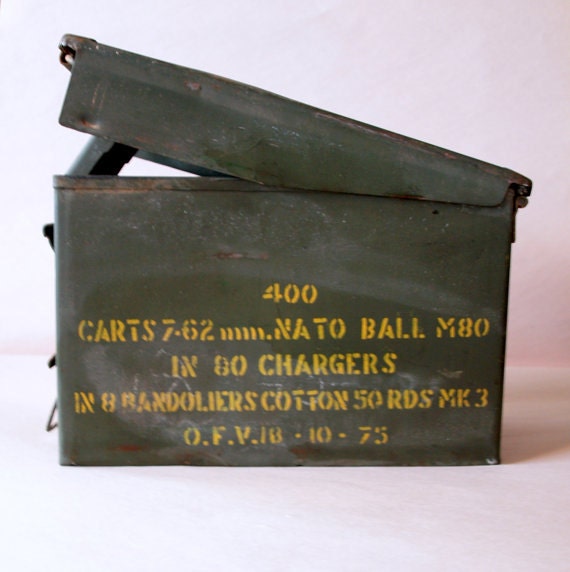 400
CARTS 7.62 mm. NATO BALL M80
IN 80 CHARGERS
IN 8 BANDOLIERS COTTON 50 RDS MK 3
O.F.V. 18 - 10 - 75